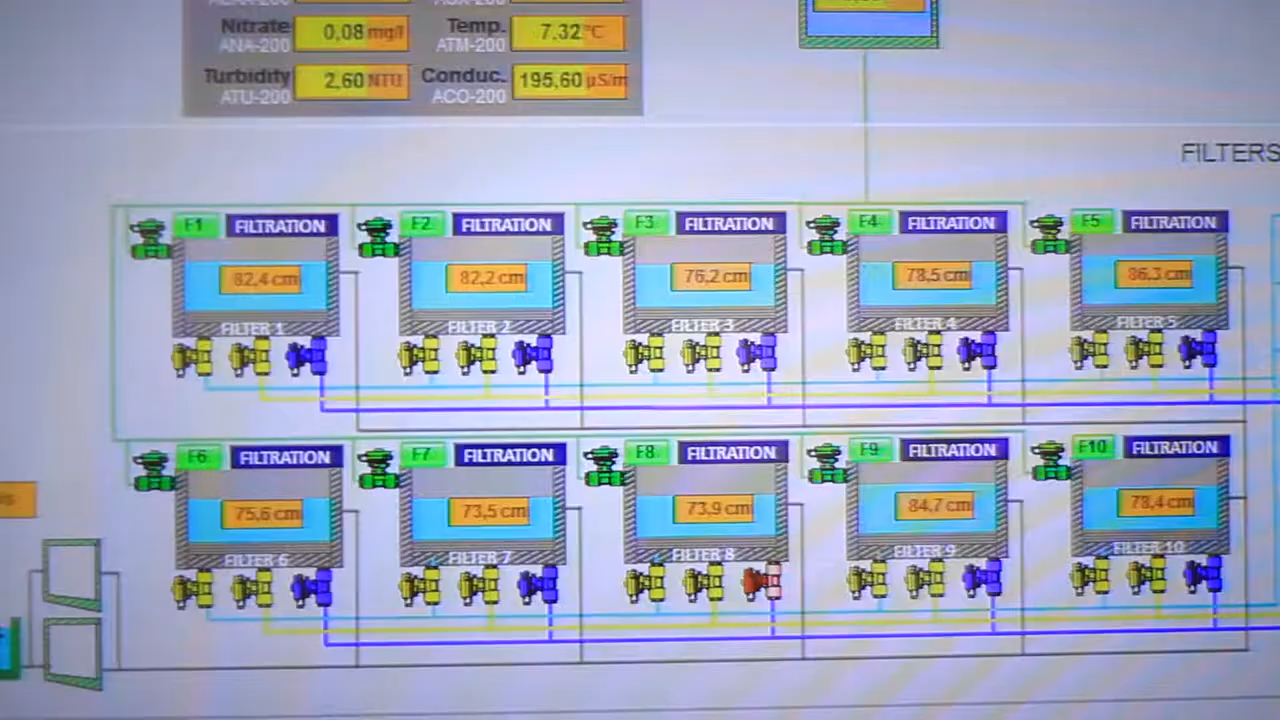 Nitrate 0,08 mg/l Temp. 7,32 °C
ANA-200 ATM-200
Turbidity 2,60 NTU Conduc. 195,60 µS/m
ATU-200 ACO-200
FILTERS
F1 FILTRATION F2 FILTRATION F3 FILTRATION F4 FILTRATION F5 FILTRATION
82,4 cm 82,2 cm 76,2 cm 78,5 cm 86,3 cm
FILTER 1 FILTER 2 FILTER 3 FILTER 4 FILTER 5
F6 FILTRATION F7 FILTRATION F8 FILTRATION F9 FILTRATION F10 FILTRATION
75,6 cm 73,5 cm 73,9 cm 84,7 cm 78,4 cm
FILTER 6 FILTER 7 FILTER 8 FILTER 9 FILTER 10